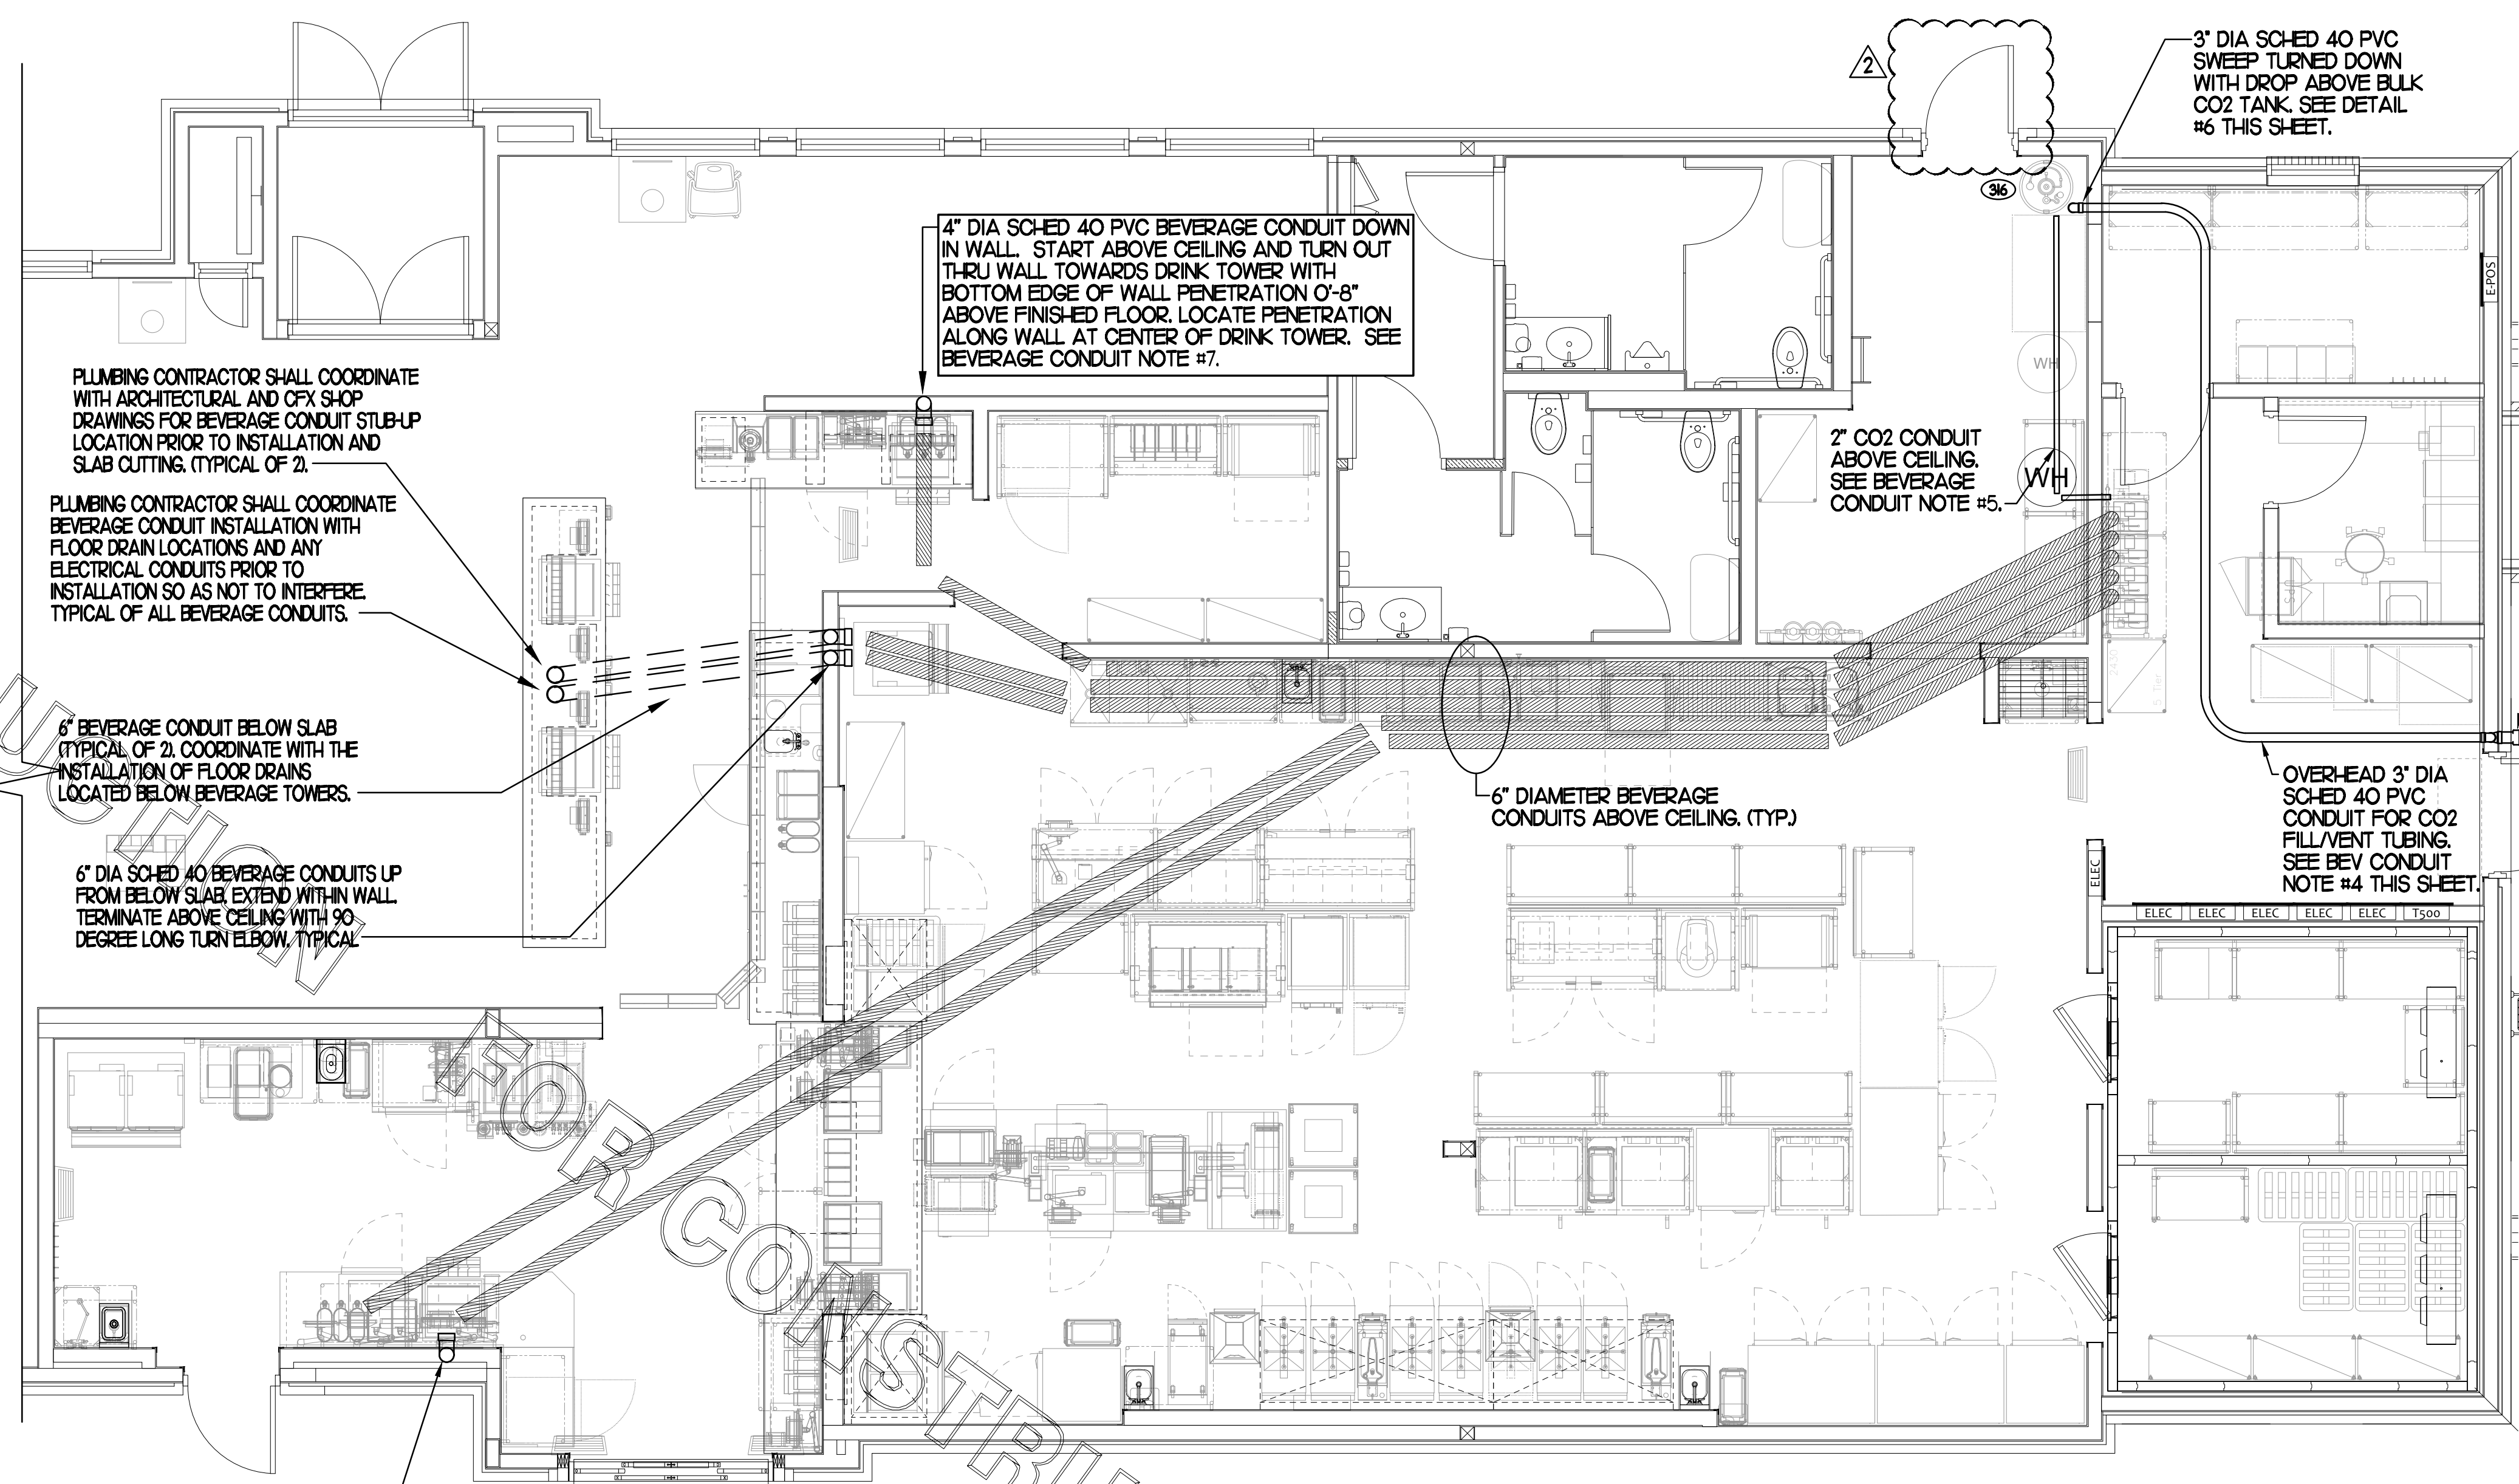 2
3" DIA SCHED 40 PVC
SWEEP TURNED DOWN
WITH DROP ABOVE BULK
CO2 TANK. SEE DETAIL
#6 THIS SHEET.
316
4" DIA SCHED 40 PVC BEVERAGE CONDUIT DOWN
IN WALL. START ABOVE CEILING AND TURN OUT
THRU WALL TOWARDS DRINK TOWER WITH
BOTTOM EDGE OF WALL PENETRATION 0'-8"
ABOVE FINISHED FLOOR. LOCATE PENETRATION
ALONG WALL AT CENTER OF DRINK TOWER. SEE
BEVERAGE CONDUIT NOTE #7.
E-POS
WH
PLUMBING CONTRACTOR SHALL COORDINATE
WITH ARCHITECTURAL AND CFX SHOP
DRAWINGS FOR BEVERAGE CONDUIT STUB-UP
LOCATION PRIOR TO INSTALLATION AND
SLAB CUTTING. (TYPICAL OF 2).
2" CO2 CONDUIT
ABOVE CEILING.
SEE BEVERAGE
CONDUIT NOTE #5.
WH
PLUMBING CONTRACTOR SHALL COORDINATE
BEVERAGE CONDUIT INSTALLATION WITH
FLOOR DRAIN LOCATIONS AND ANY
ELECTRICAL CONDUITS PRIOR TO
INSTALLATION SO AS NOT TO INTERFERE.
TYPICAL OF ALL BEVERAGE CONDUITS.
6" BEVERAGE CONDUIT BELOW SLAB
(TYPICAL OF 2). COORDINATE WITH THE
INSTALLATION OF FLOOR DRAINS
LOCATED BELOW BEVERAGE TOWERS.
2436
5 Tier
6" DIAMETER BEVERAGE
CONDUITS ABOVE CEILING. (TYP.)
OVERHEAD 3" DIA
SCHED 40 PVC
CONDUIT FOR CO2
FILL/VENT TUBING.
SEE BEV CONDUIT
NOTE #4 THIS SHEET.
6" DIA SCHED 40 BEVERAGE CONDUITS UP
FROM BELOW SLAB. EXTEND WITHIN WALL.
TERMINATE ABOVE CEILING WITH 90
DEGREE LONG TURN ELBOW. TYPICAL
ELEC
ELEC ELEC ELEC ELEC ELEC T500
UCTION
FOR CONSTRU